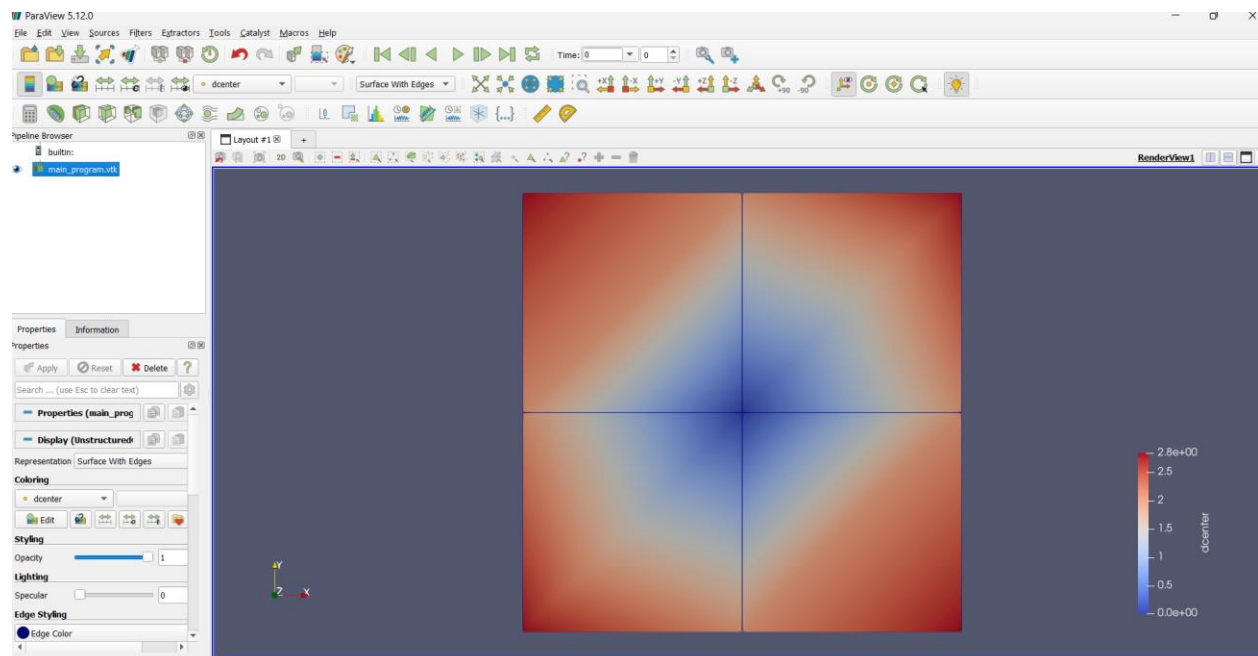 ParaView 5.12.0
File Edit View Sources Filters Extractors Tools Catalyst Macros Help
Time: 0 0
dcenter Surface With Edges +X -X +Y -Y +Z -Z +90 -90
Pipeline Browser
Layout #1 +
builtin:
2D RenderView1
main_program.vtk
Properties Information
Properties
Apply Reset Delete ?
Search ... (use Esc to clear text)
Properties (main_prog
Display (Unstructured
Representation Surface With Edges
Coloring
dcenter
Edit
Styling
Opacity 1
Lighting
Specular 0
Edge Styling
Edge Color
Y
Z X
2.8e+00
2.5
2
1.5
1
0.5
0.0e+00
dcenter